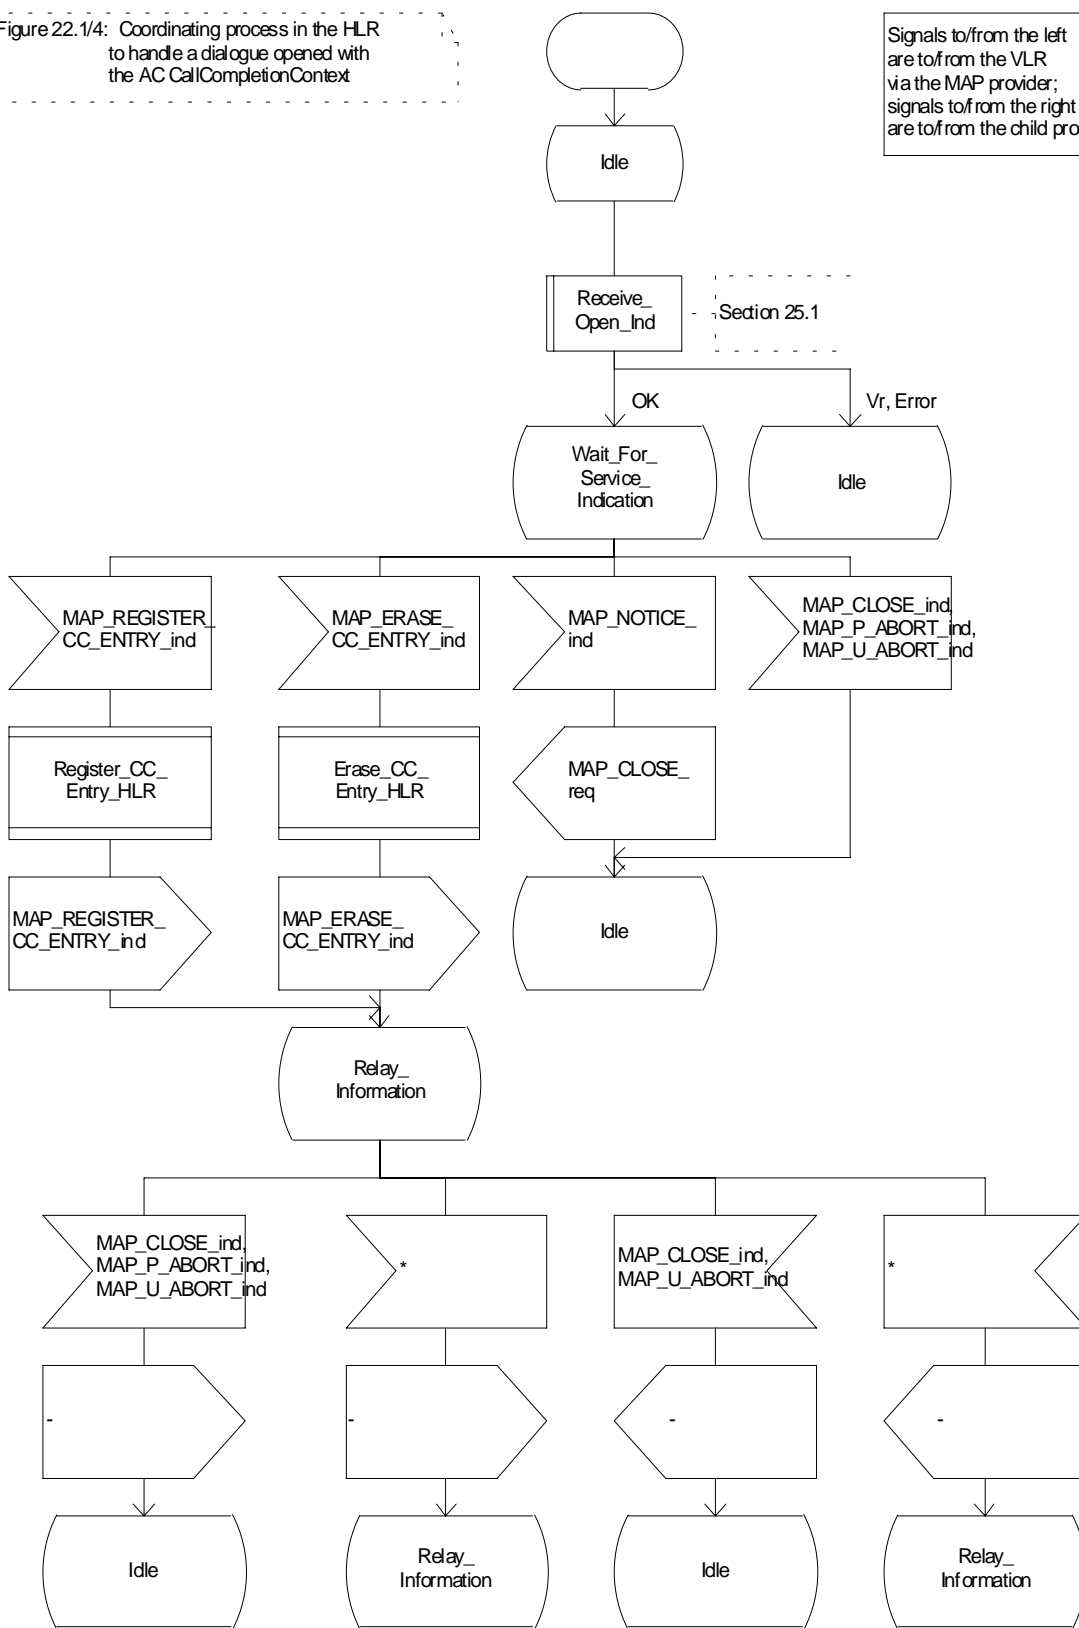 Figure 22.1/4: Coordinating process in the HLR
to handle a dialogue opened with
the AC CallCompletionContext
Signals to/from the left
are to/from the VLR
via the MAP provider;
signals to/from the right
are to/from the child pro
Idle
Receive_
Open_Ind
Section 25.1
OK
Vr, Error
Wait_For_
Service_
Indication
Idle
MAP_REGISTER_
CC_ENTRY_ind
MAP_ERASE_
CC_ENTRY_ind
MAP_NOTICE_
ind
MAP_CLOSE_ind,
MAP_P_ABORT_ind,
MAP_U_ABORT_ind
Register_CC_
Entry_HLR
Erase_CC_
Entry_HLR
MAP_CLOSE_
req
MAP_REGISTER_
CC_ENTRY_ind
MAP_ERASE_
CC_ENTRY_ind
Idle
Relay_
Information
MAP_CLOSE_ind,
MAP_P_ABORT_ind,
MAP_U_ABORT_ind
*
MAP_CLOSE_ind,
MAP_U_ABORT_ind
*
-
-
-
-
Idle
Relay_
Information
Idle
Relay_
Information